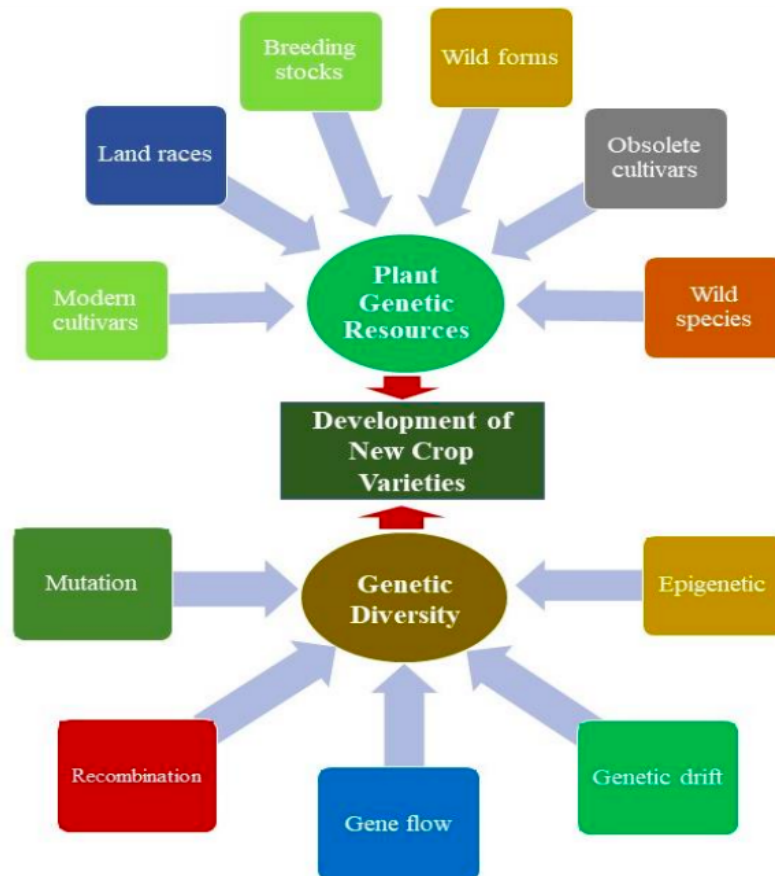 Breeding
stocks
Wild forms
Land races
Obsolete
cultivars
Modern
cultivars
Plant
Genetic
Resources
Wild
species
Development of
New Crop
Varieties
Mutation
Genetic
Diversity
Epigenetic
Recombination
Gene flow
Genetic drift